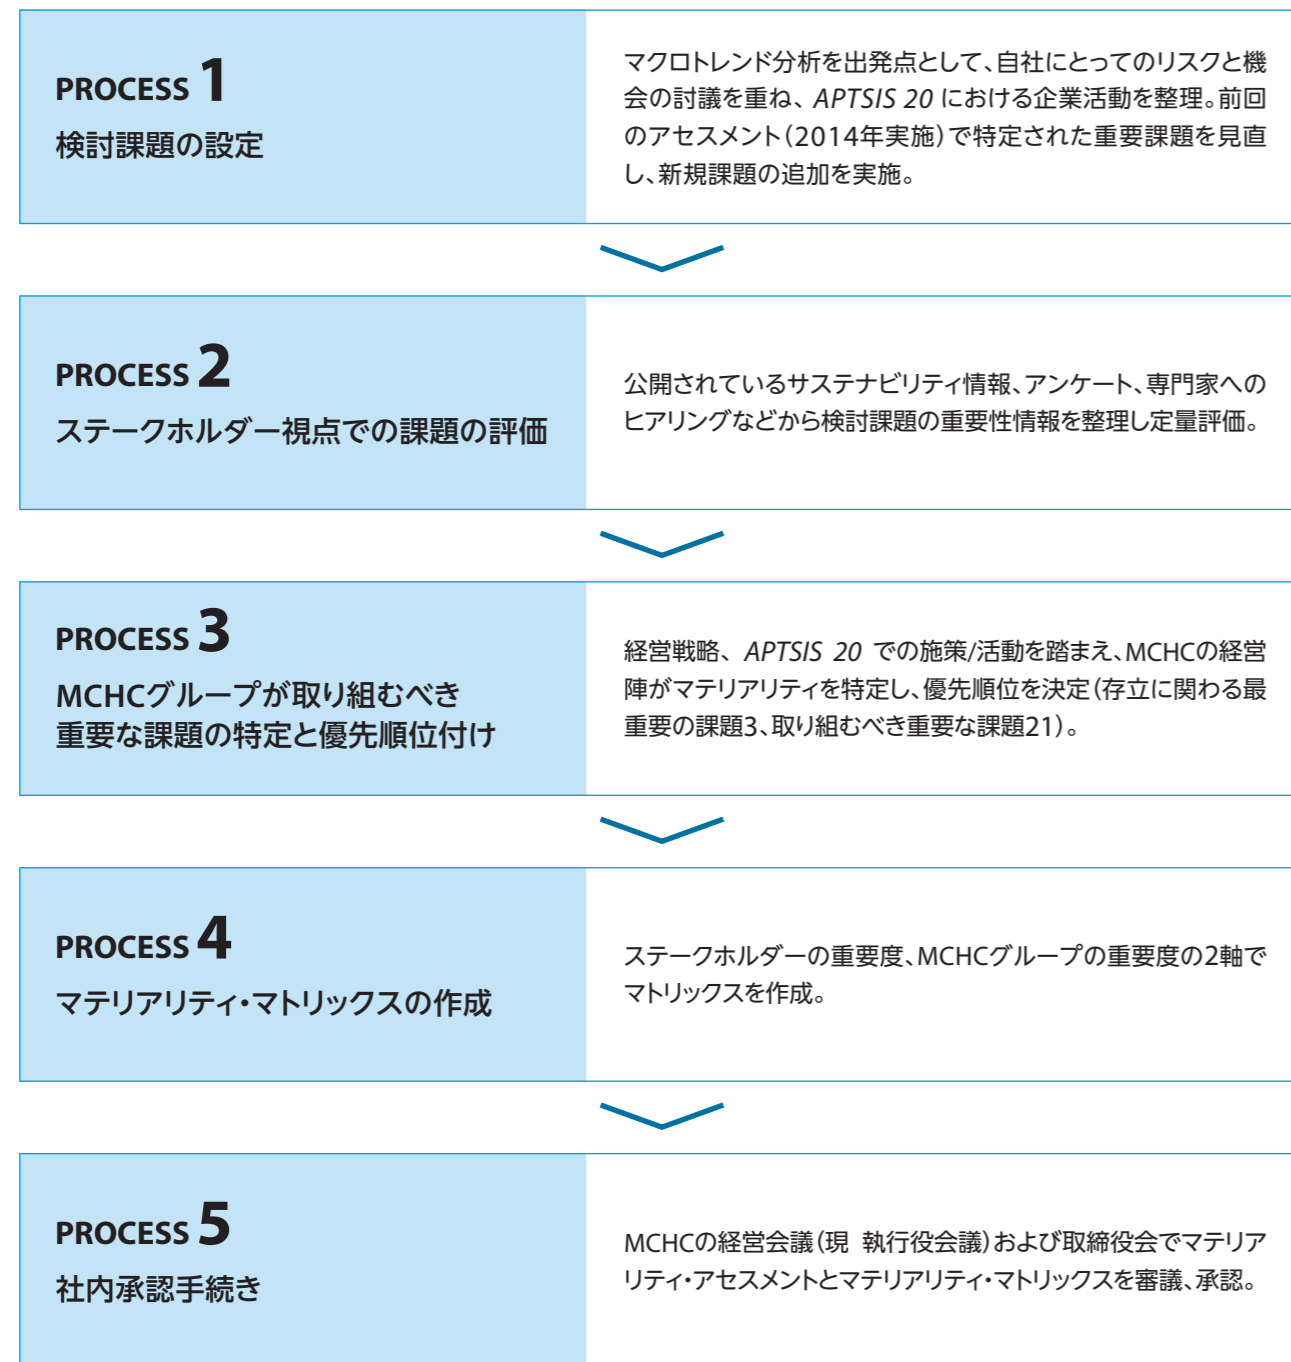 PROCESS 1
検討課題の設定
マクロトレンド分析を出発点として、自社にとってのリスクと機
会の討議を重ね、APTSIS 20 における企業活動を整理。前回
のアセスメント（2014年実施）で特定された重要課題を見直
し、新規課題の追加を実施。
PROCESS 2
ステークホルダー視点での課題の評価
公開されているサステナビリティ情報、アンケート、専門家への
ヒアリングなどから検討課題の重要性情報を整理し定量評価。
PROCESS 3
MCHCグループが取り組むべき
重要な課題の特定と優先順位付け
経営戦略、APTSIS 20 での施策/活動を踏まえ、MCHCの経営
陣がマテリアリティを特定し、優先順位を決定（存立に関わる最
重要の課題3、取り組むべき重要な課題21）。
PROCESS 4
マテリアリティ・マトリックスの作成
ステークホルダーの重要度、MCHCグループの重要度の2軸で
マトリックスを作成。
PROCESS 5
社内承認手続き
MCHCの経営会議（現 執行役会議）および取締役会でマテリア
リティ・アセスメントとマテリアリティ・マトリックスを審議、承認。